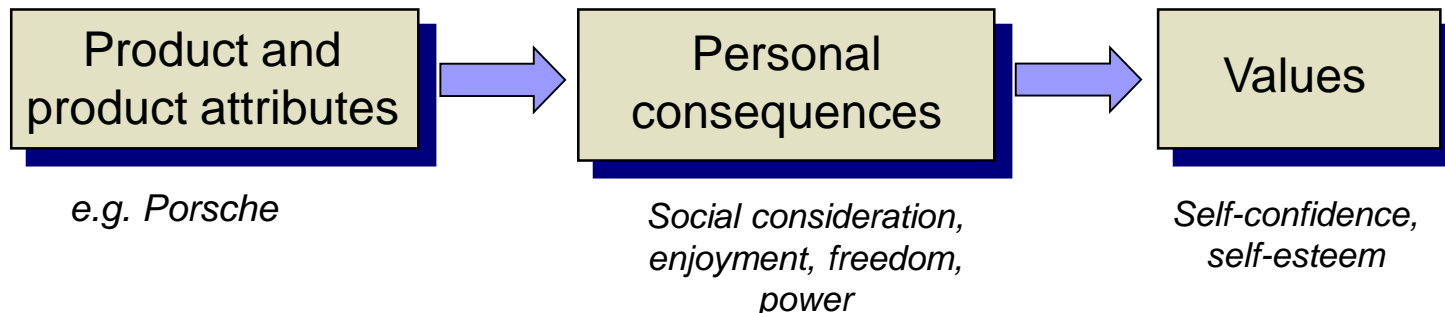 Product and
product attributes
Personal
consequences
Values
e.g. Porsche
Social consideration,
enjoyment, freedom,
power
Self-confidence,
self-esteem